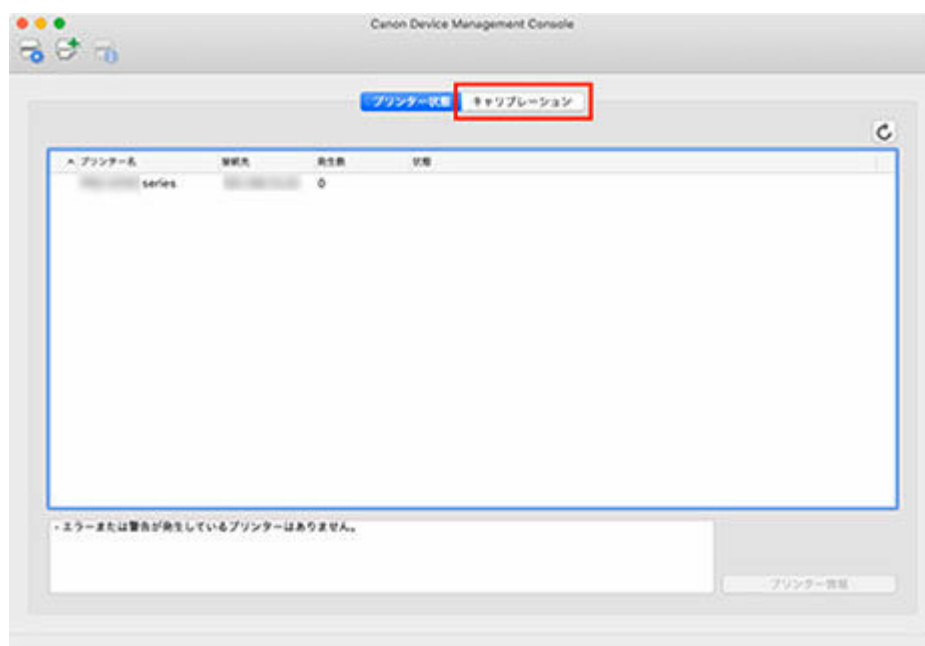 Canon Device Management Console
プリンター状態 キャリブレーション
プリンター名 接続先 発生数 状態
series 0
・エラーまたは警告が発生しているプリンターはありません。
プリンター情報